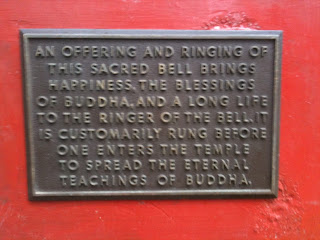 AN OFFERING AND RINGING OF
THIS SACRED BELL BRINGS
HAPPINESS, THE BLESSINGS
OF BUDDHA, AND A LONG LIFE
TO THE RINGER OF THE BELL. IT
IS CUSTOMARILY RUNG BEFORE
ONE ENTERS THE TEMPLE
TO SPREAD THE ETERNAL
TEACHINGS OF BUDDHA.